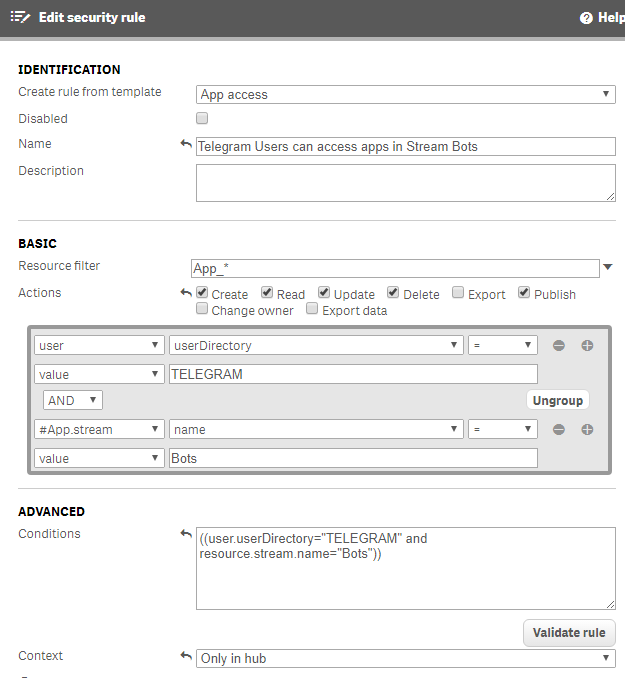 Edit security rule
Help
IDENTIFICATION
Create rule from template App access
Disabled
Name Telegram Users can access apps in Stream Bots
Description
BASIC
Resource filter App_*
Actions Create Read Update Delete Export Publish
Change owner Export data
user userDirectory =
value TELEGRAM
AND Ungroup
#App.stream name =
value Bots
ADVANCED
Conditions ((user.userDirectory="TELEGRAM" and
resource.stream.name="Bots"))
Validate rule
Context Only in hub